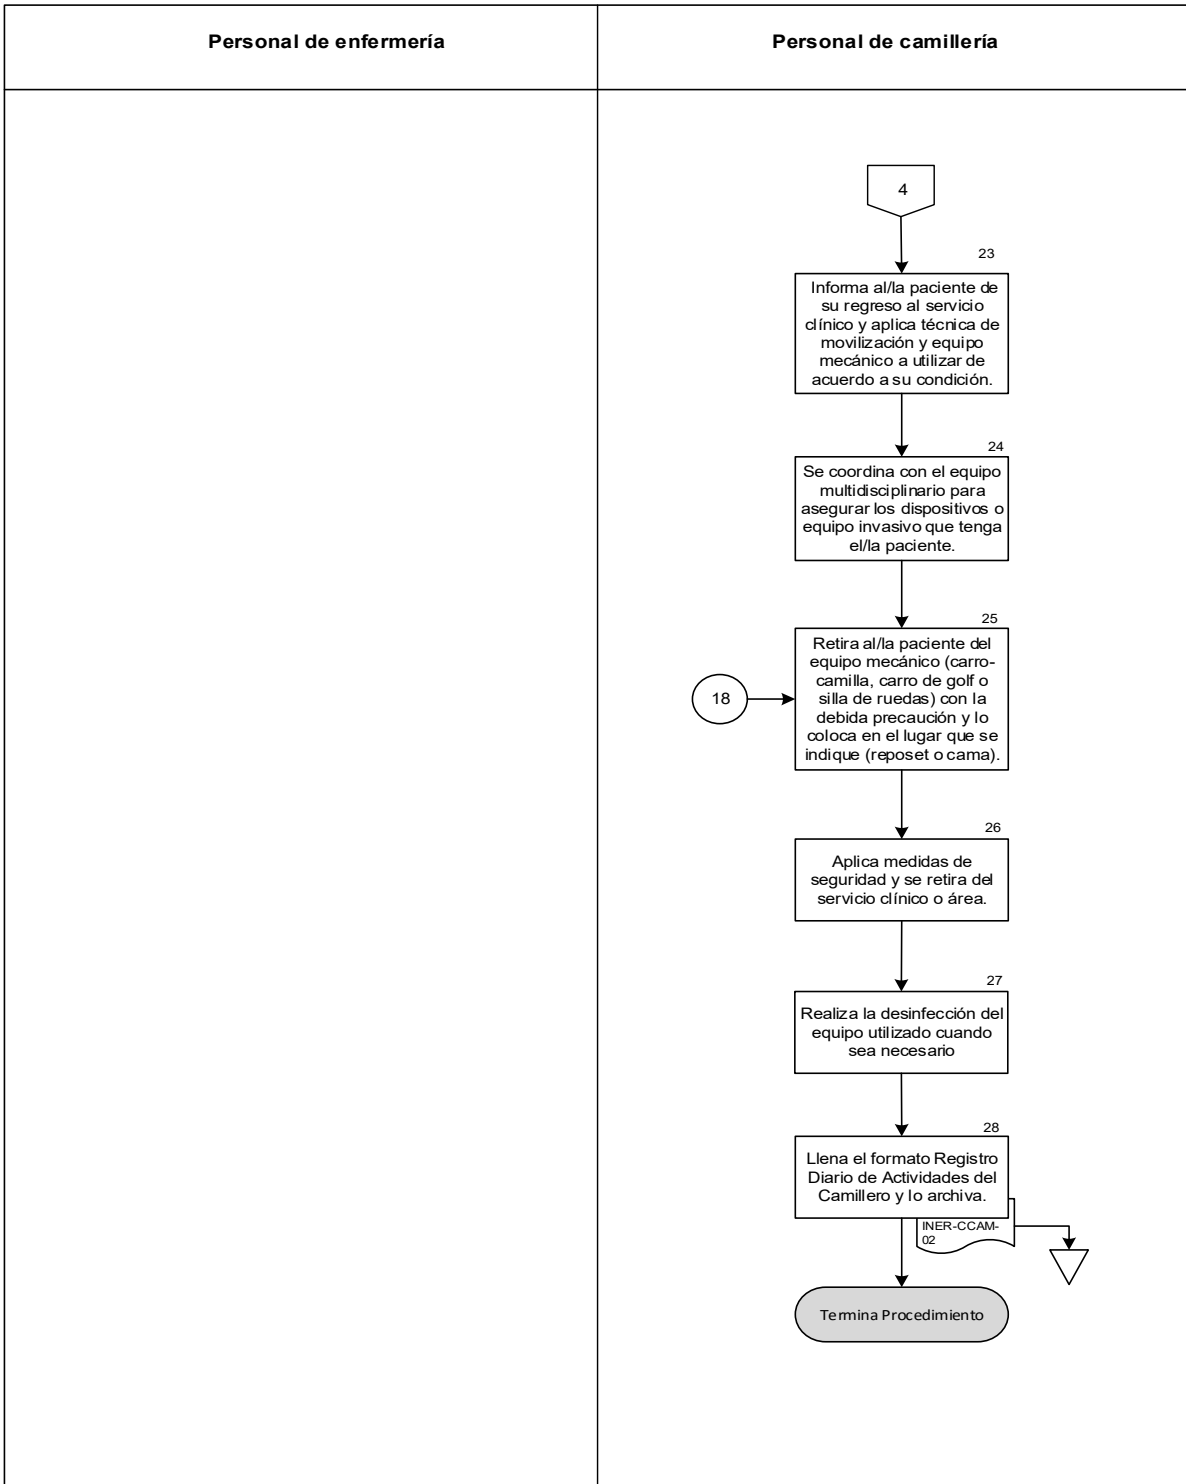 Personal de enfermería
Personal de camillería
4
23
Informa al/la paciente de
su regreso al servicio
clínico y aplica técnica de
movilización y equipo
mecánico a utilizar de
acuerdo a su condición.
24
Se coordina con el equipo
multidisciplinario para
asegurar los dispositivos o
equipo invasivo que tenga
el/la paciente.
25
Retira al/la paciente del
equipo mecánico (carro-
camilla, carro de golf o
silla de ruedas) con la
debida precaución y lo
coloca en el lugar que se
indique (reposet o cama).
18
26
Aplica medidas de
seguridad y se retira del
servicio clínico o área.
27
Realiza la desinfección del
equipo utilizado cuando
sea necesario
28
Llena el formato Registro
Diario de Actividades del
Camillero y lo archiva.
INER-CCAM-
02
Termina Procedimiento